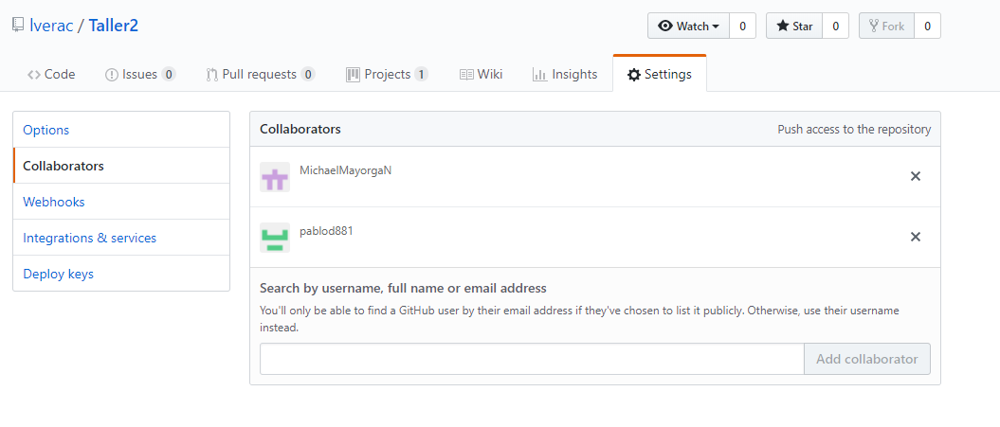 lverac / Taller2
Watch 0 Star 0 Fork 0
Code Issues 0 Pull requests 0 Projects 1 Wiki Insights Settings
Options
Collaborators
Webhooks
Integrations & services
Deploy keys
Collaborators Push access to the repository
MichaelMayorgaN
pablod881
Search by username, full name or email address
You'll only be able to find a GitHub user by their email address if they've chosen to list it publicly. Otherwise, use their username
instead.
Add collaborator